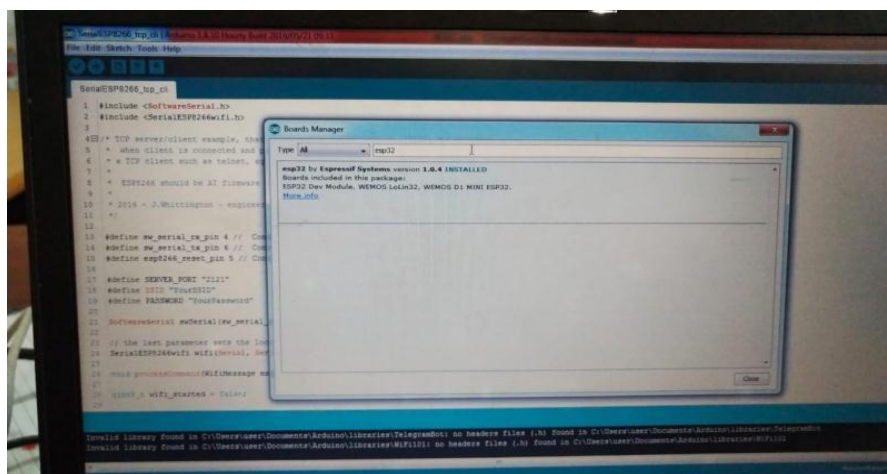 SerialESP8266_tcp_cli | Arduino 1.8.10 Hourly Build 2019/05/21 09:33
File Edit Sketch Tools Help
SerialESP8266_tcp_cli
1 #include <SoftwareSerial.h>
2 #include <SerialESP8266wifi.h>
3
4 /* TCP server/client example, that
5 * when client is connected and
6 * a TCP client such as telnet,
7 *
8 * ESP8266 should be AI firmware
9 *
10 * 2016 - J.Whittington - engineer
11 */
12
13 #define sw_serial_rx_pin 4 //
14 #define sw_serial_tx_pin 6 //
15 #define esp8266_reset_pin 5 //
16
17 #define SERVER_PORT "2121"
18 #define SSID "YourSSID"
19 #define PASSWORD "YourPassword"
20
21 SoftwareSerial swSerial(sw_serial_
22
23 // the last parameter sets the
24 SerialESP8266wifi wifi(Serial,
25
26 void processCommand(WifiMessage
27
28 uint8_t wifi_started = false;
29
Boards Manager
Type All esp32
esp32 by Espressif Systems version 1.0.4 INSTALLED
Boards included in this package:
ESP32 Dev Module, WEMOS LoLin32, WEMOS D1 MINI ESP32.
More info
Close
Invalid library found in C:\Users\user\Documents\Arduino\libraries\TelegramBot: no headers files (.h) found in C:\Users\user\Documents\Arduino\libraries\TelegramBot
Invalid library found in C:\Users\user\Documents\Arduino\libraries\WiFi101: no headers files (.h) found in C:\Users\user\Documents\Arduino\libraries\WiFi101